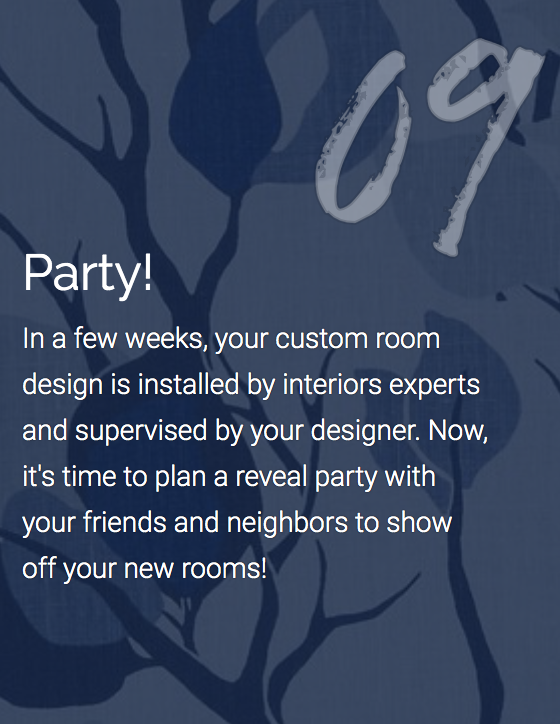 09
Party!
In a few weeks, your custom room
design is installed by interiors experts
and supervised by your designer. Now,
it's time to plan a reveal party with
your friends and neighbors to show
off your new rooms!